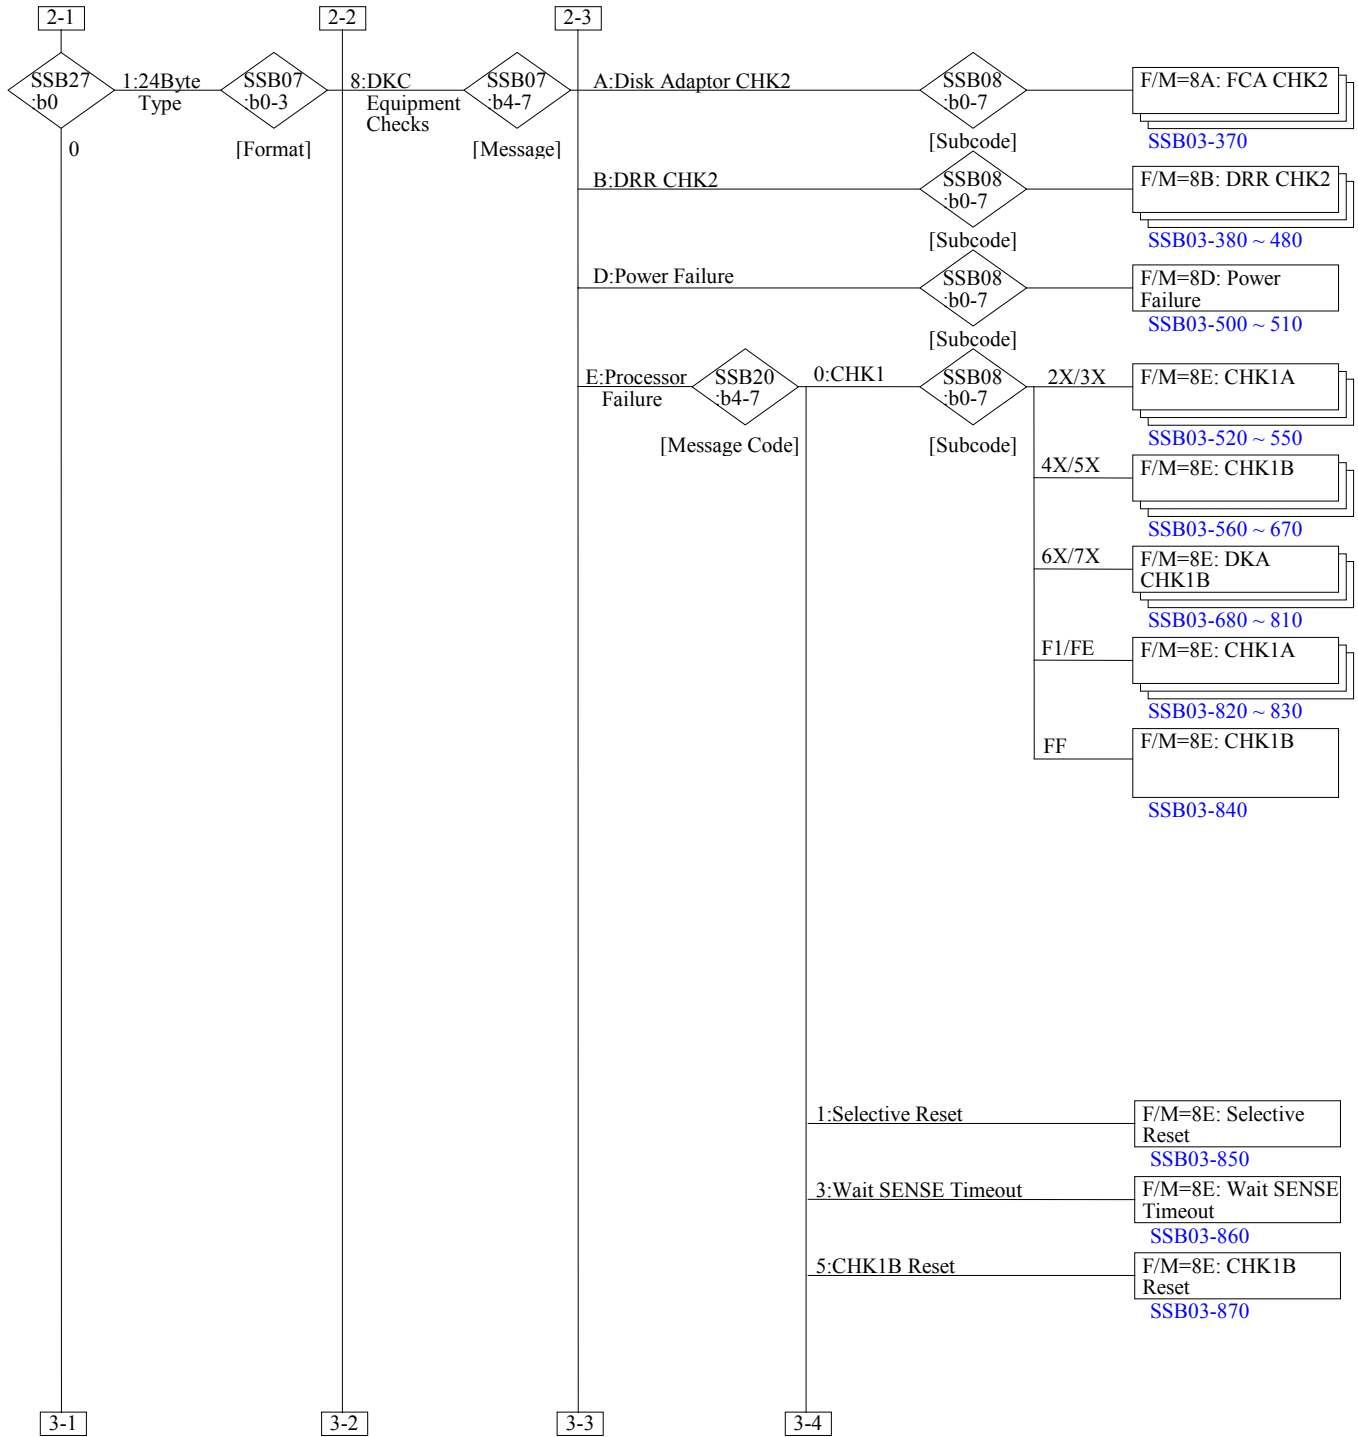 2-1
2-2
2-3
SSB27
:b0
1:24Byte
Type
SSB07
:b0-3
8:DKC
Equipment
Checks
SSB07
:b4-7
A:Disk Adaptor CHK2
SSB08
:b0-7
F/M=8A: FCA CHK2
0
[Format]
[Message]
[Subcode]
SSB03-370
B:DRR CHK2
SSB08
:b0-7
F/M=8B: DRR CHK2
[Subcode]
SSB03-380 ~ 480
D:Power Failure
SSB08
:b0-7
F/M=8D: Power
Failure
[Subcode]
SSB03-500 ~ 510
E:Processor
Failure
SSB20
:b4-7
0:CHK1
SSB08
:b0-7
2X/3X
F/M=8E: CHK1A
[Message Code]
[Subcode]
SSB03-520 ~ 550
4X/5X
F/M=8E: CHK1B
SSB03-560 ~ 670
6X/7X
F/M=8E: DKA
CHK1B
SSB03-680 ~ 810
F1/FE
F/M=8E: CHK1A
SSB03-820 ~ 830
FF
F/M=8E: CHK1B
SSB03-840
1:Selective Reset
F/M=8E: Selective
Reset
SSB03-850
3:Wait SENSE Timeout
F/M=8E: Wait SENSE
Timeout
SSB03-860
5:CHK1B Reset
F/M=8E: CHK1B
Reset
SSB03-870
3-1
3-2
3-3
3-4